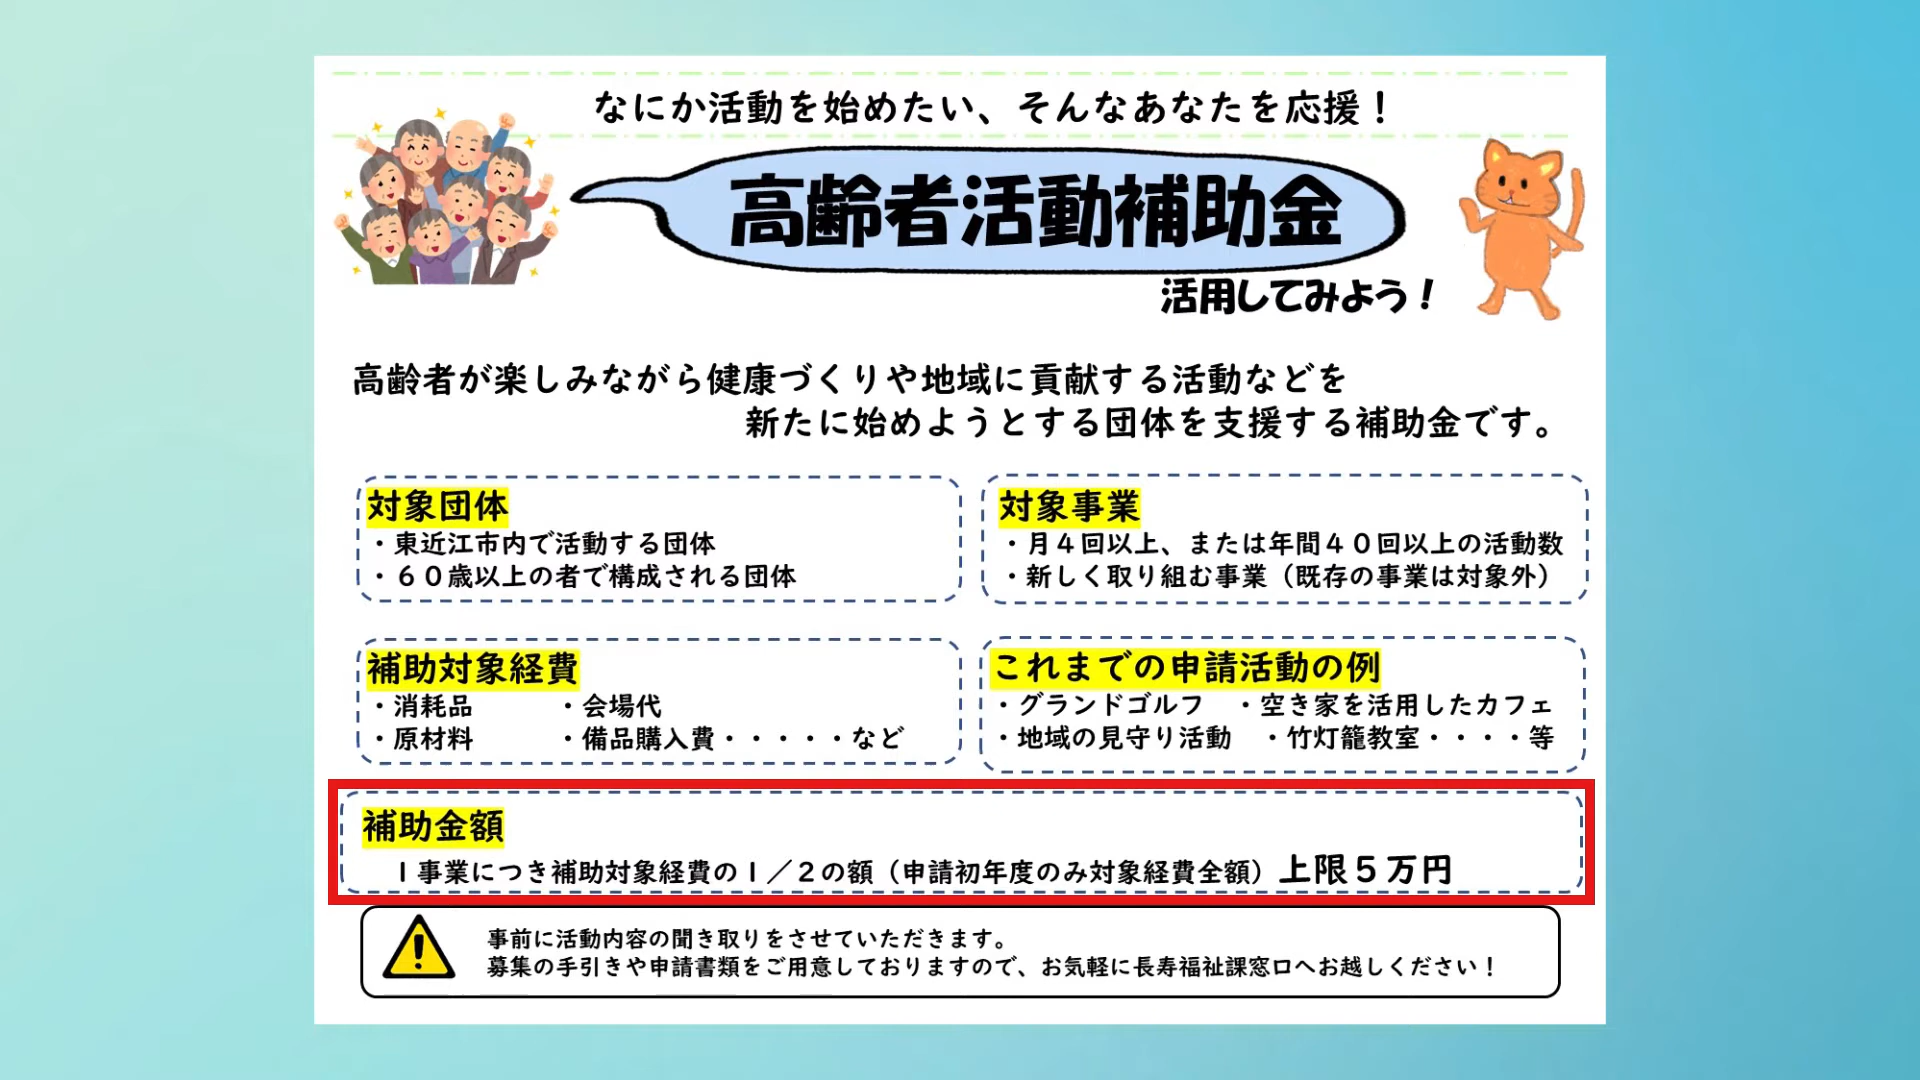 なにか活動を始めたい、そんなあなたを応援！
高齢者活動補助金
活用してみよう！
高齢者が楽しみながら健康づくりや地域に貢献する活動などを
新たに始めようとする団体を支援する補助金です。
対象団体
・東近江市内で活動する団体
・６０歳以上の者で構成される団体
対象事業
・月４回以上、または年間４０回以上の活動数
・新しく取り組む事業（既存の事業は対象外）
補助対象経費
・消耗品　・会場代
・原材料　・備品購入費・・・・・など
これまでの申請活動の例
・グランドゴルフ　・空き家を活用したカフェ
・地域の見守り活動　・竹灯籠教室・・・・等
補助金額
１事業につき補助対象経費の１／２の額（申請初年度のみ対象経費全額）上限５万円
事前に活動内容の聞き取りをさせていただきます。
募集の手引きや申請書類をご用意しておりますので、お気軽に長寿福祉課窓口へお越しください！